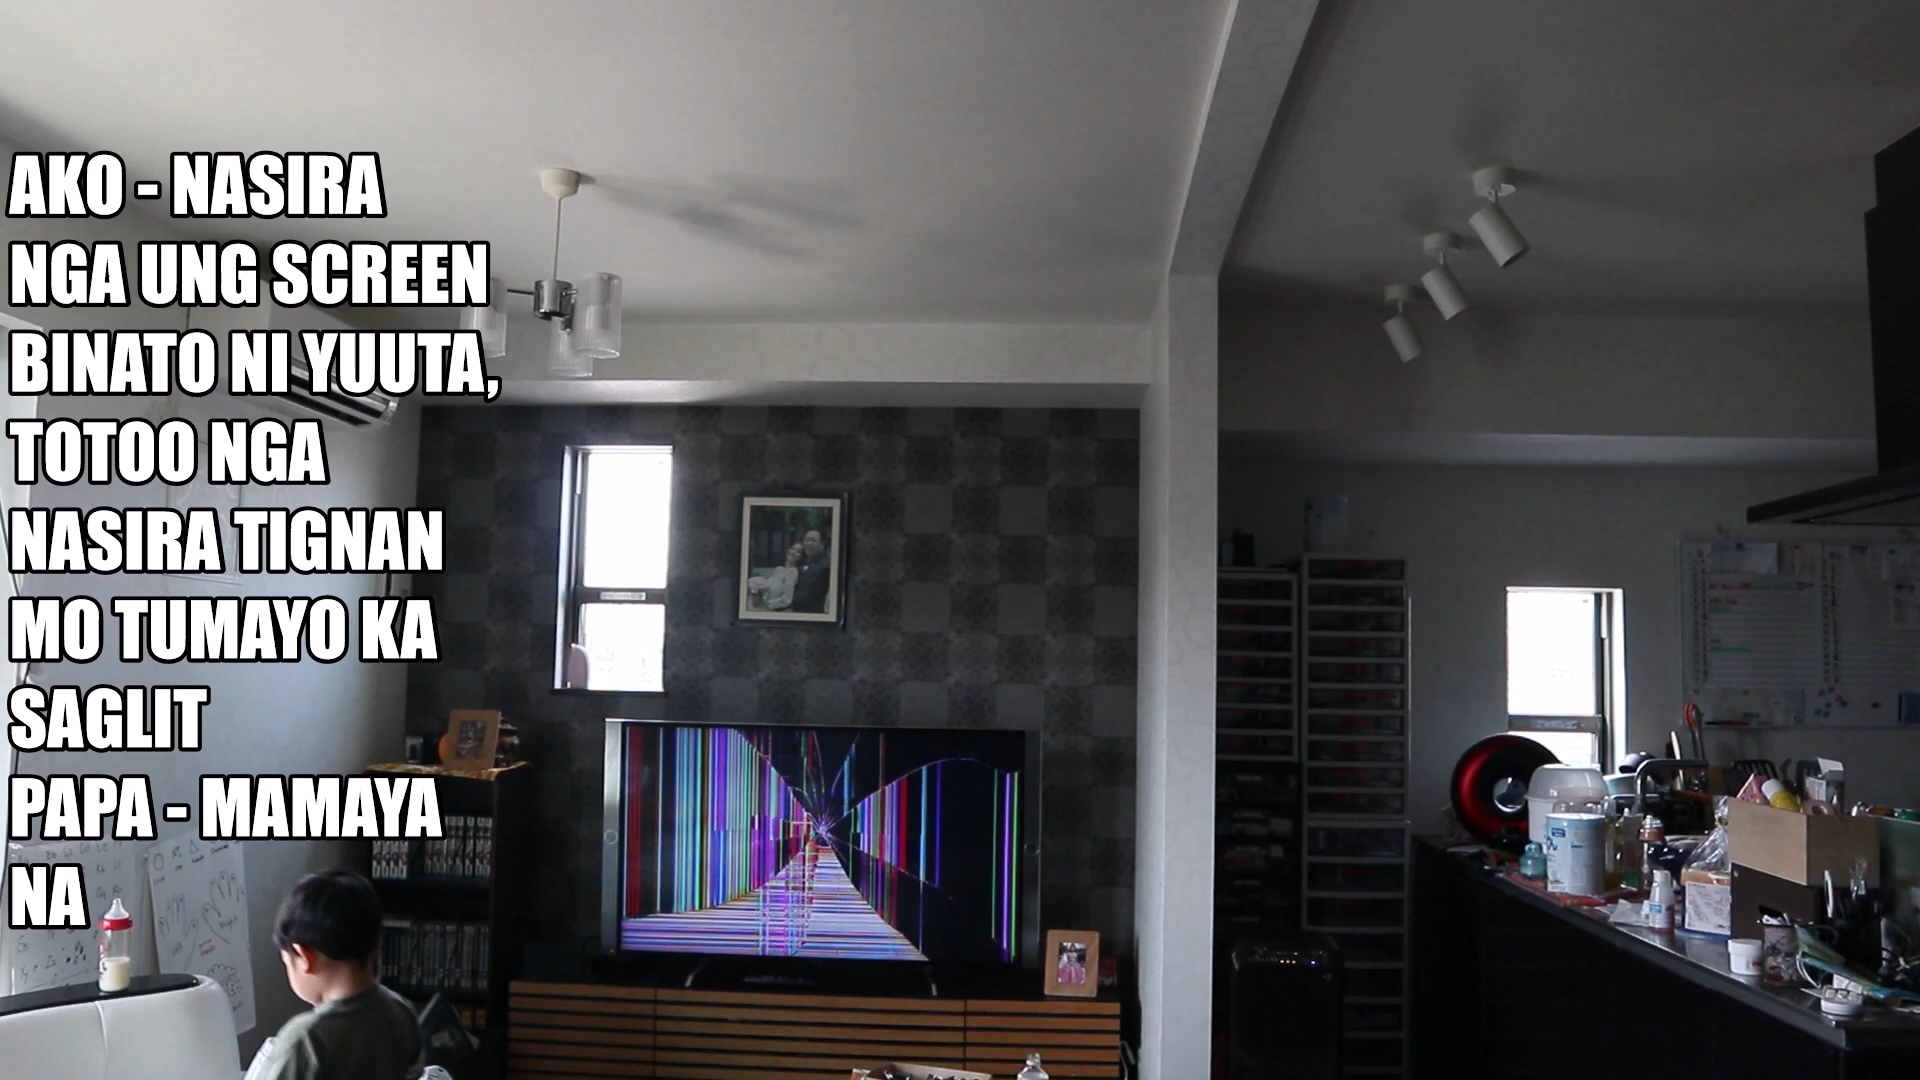 AKO - NASIRA
NGA UNG SCREEN
BINATO NI YUUTA,
TOTOO NGA
NASIRA TIGNAN
MO TUMAYO KA
SAGLIT
PAPA - MAMAYA
NA